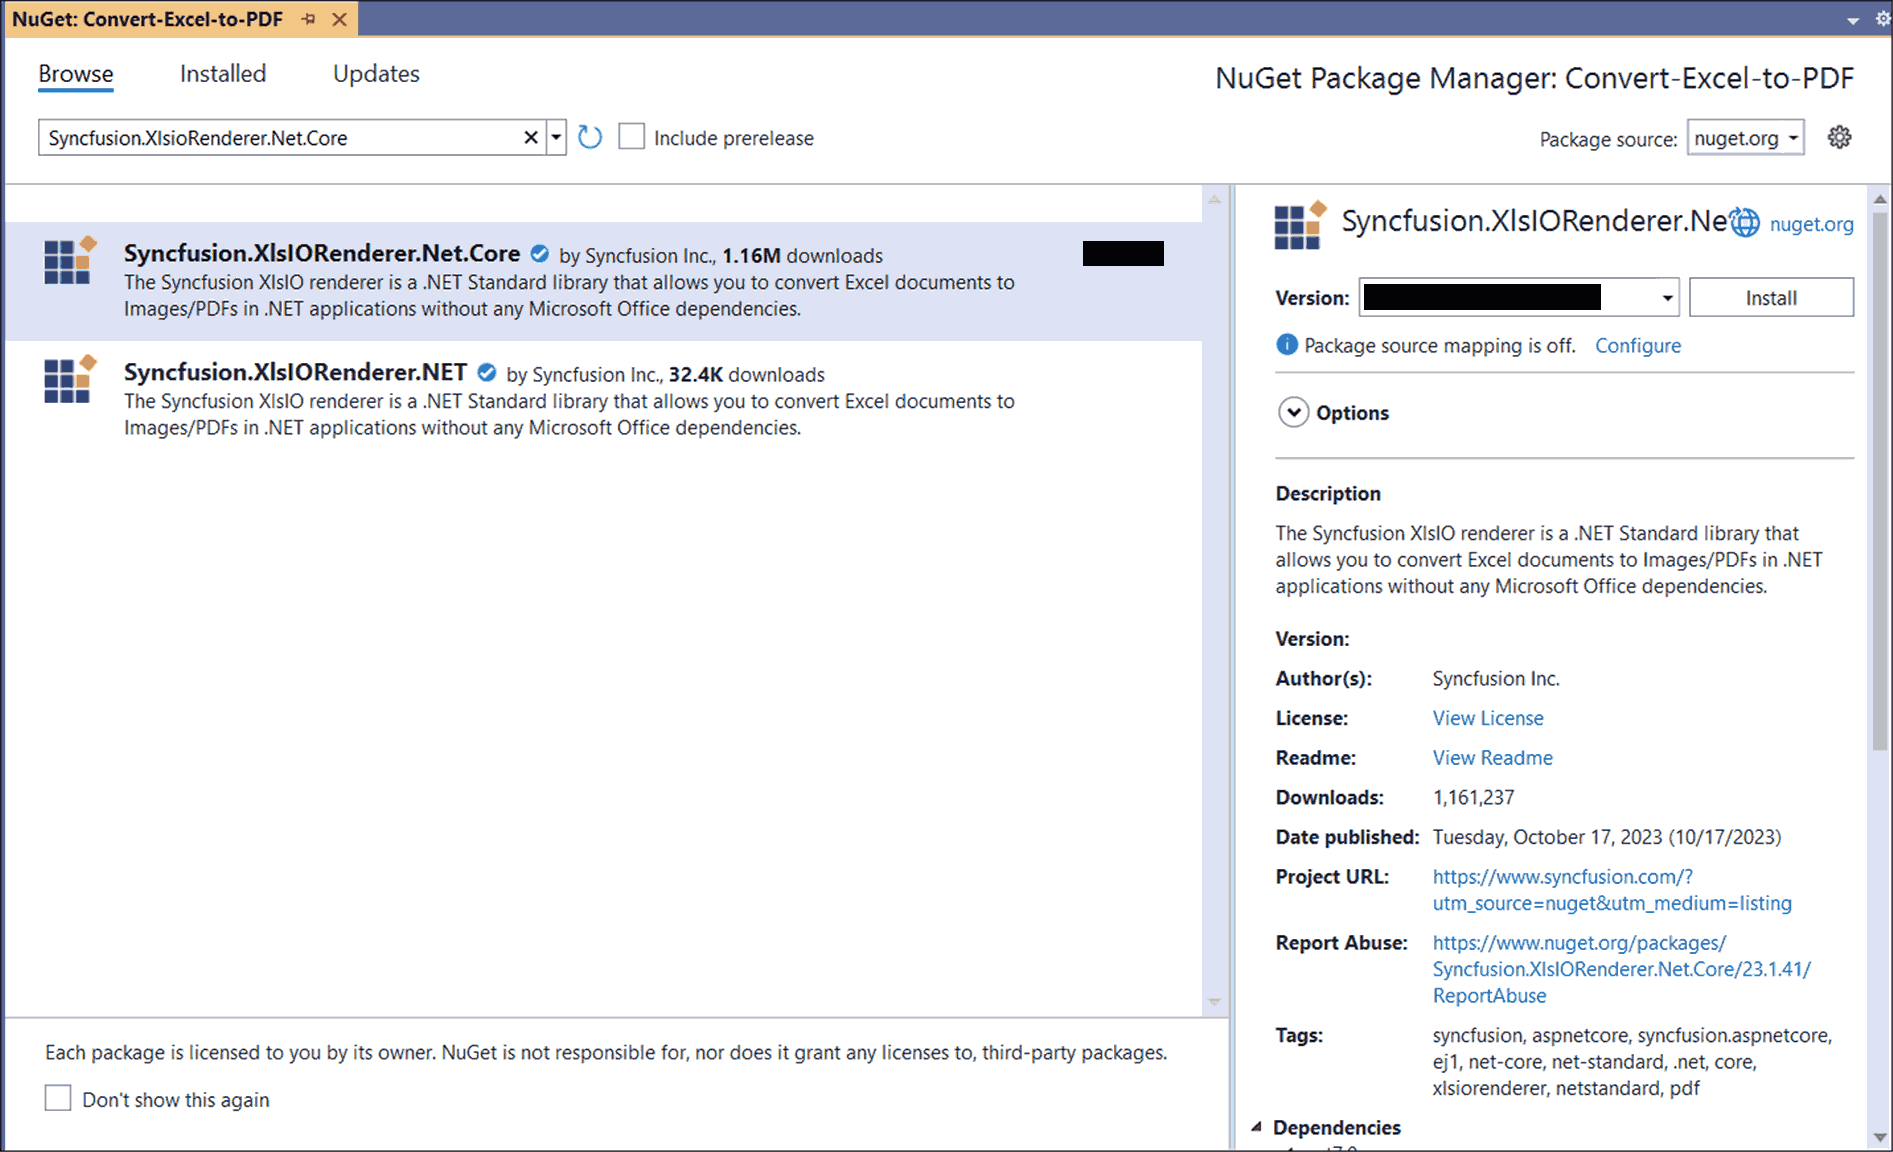 NuGet: Convert-Excel-to-PDF
Browse Installed Updates
NuGet Package Manager: Convert-Excel-to-PDF
Syncfusion.XlsioRenderer.Net.Core
Include prerelease
Package source: nuget.org
Syncfusion.XlsIORenderer.Net.Core by Syncfusion Inc., 1.16M downloads
The Syncfusion XlsIO renderer is a .NET Standard library that allows you to convert Excel documents to
Images/PDFs in .NET applications without any Microsoft Office dependencies.
Syncfusion.XlsIORenderer.NET by Syncfusion Inc., 32.4K downloads
The Syncfusion XlsIO renderer is a .NET Standard library that allows you to convert Excel documents to
Images/PDFs in .NET applications without any Microsoft Office dependencies.
Each package is licensed to you by its owner. NuGet is not responsible for, nor does it grant any licenses to, third-party packages.
Don't show this again
Syncfusion.XlsIORenderer.Ne nuget.org
Version: Install
Package source mapping is off. Configure
Options
Description
The Syncfusion XlsIO renderer is a .NET Standard library that
allows you to convert Excel documents to Images/PDFs in .NET
applications without any Microsoft Office dependencies.
Version:
Author(s): Syncfusion Inc.
License: View License
Readme: View Readme
Downloads: 1,161,237
Date published: Tuesday, October 17, 2023 (10/17/2023)
Project URL: https://www.syncfusion.com/?
utm_source=nuget&utm_medium=listing
Report Abuse: https://www.nuget.org/packages/
Syncfusion.XlsIORenderer.Net.Core/23.1.41/
ReportAbuse
Tags: syncfusion, aspnetcore, syncfusion.aspnetcore,
ej1, net-core, net-standard, .net, core,
xlsiorenderer, netstandard, pdf
Dependencies